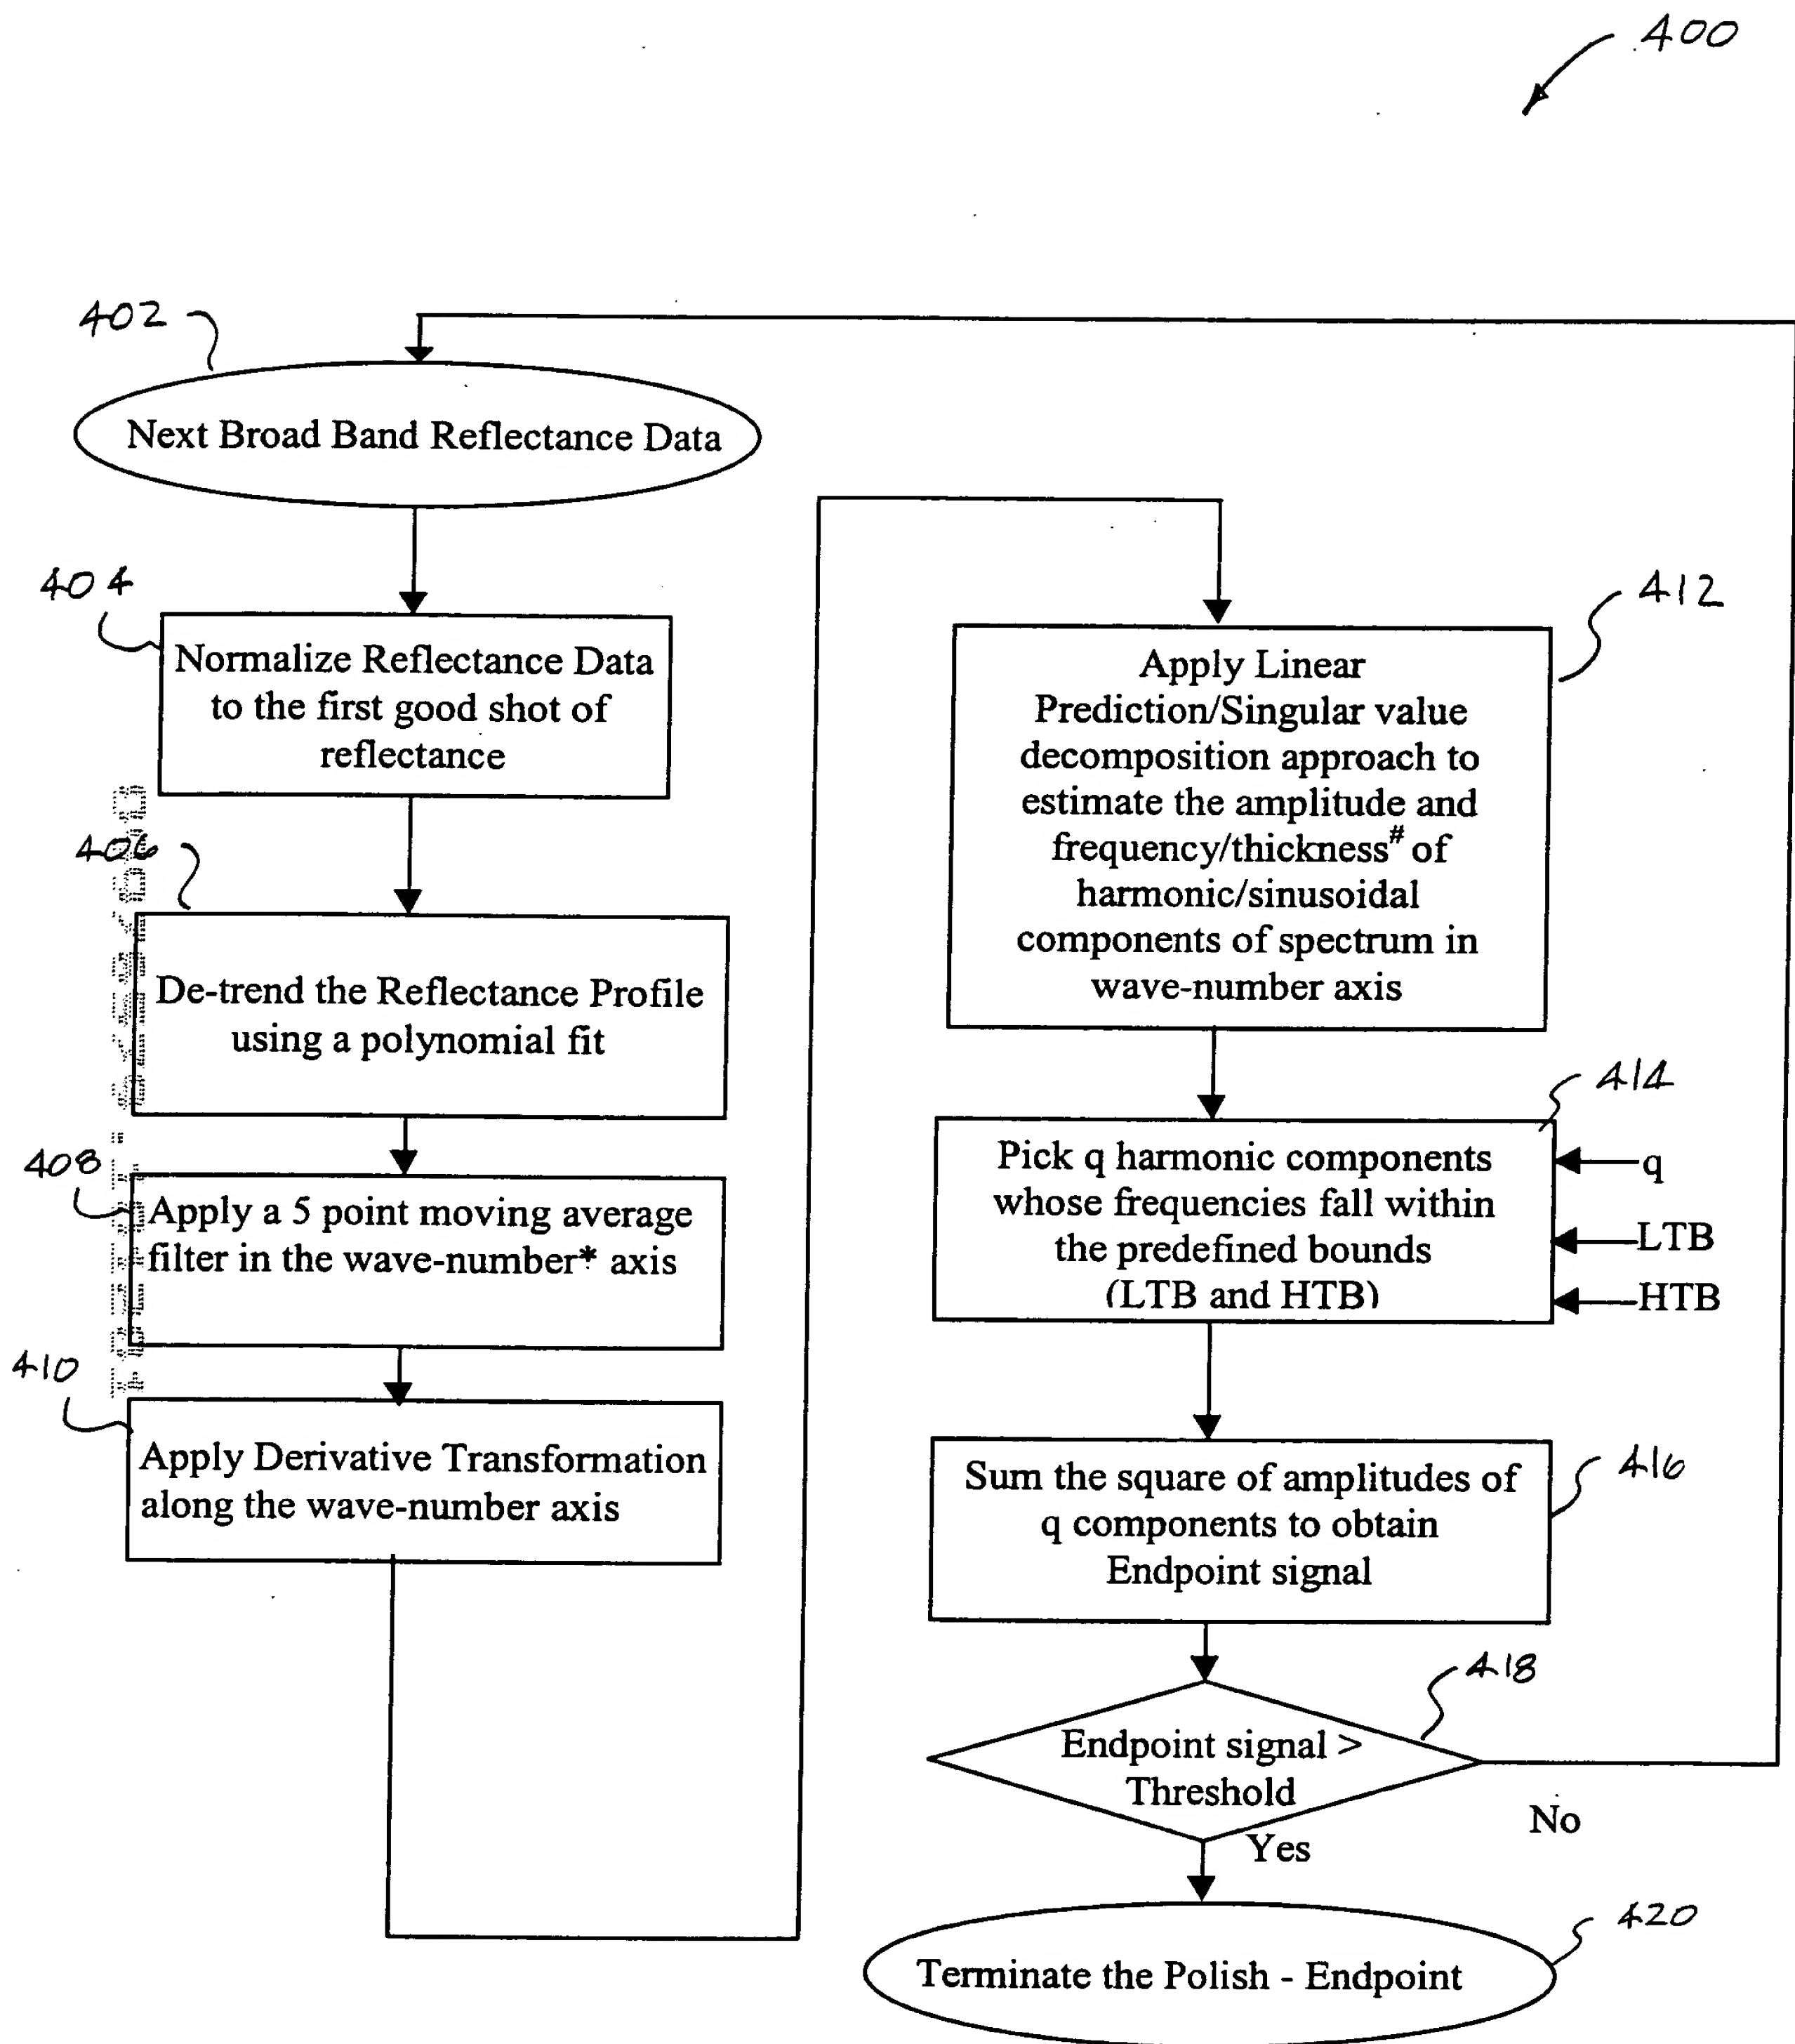 400
402
Next Broad Band Reflectance Data
404
Normalize Reflectance Data
to the first good shot of
reflectance
406
De-trend the Reflectance Profile
using a polynomial fit
408
Apply a 5 point moving average
filter in the wave-number* axis
410
Apply Derivative Transformation
along the wave-number axis
412
Apply Linear
Prediction/Singular value
decomposition approach to
estimate the amplitude and
frequency/thickness# of
harmonic/sinusoidal
components of spectrum in
wave-number axis
414
Pick q harmonic components
whose frequencies fall within
the predefined bounds
(LTB and HTB)
q
LTB
HTB
416
Sum the square of amplitudes of
q components to obtain
Endpoint signal
418
Endpoint signal >
Threshold
No
Yes
420
Terminate the Polish - Endpoint